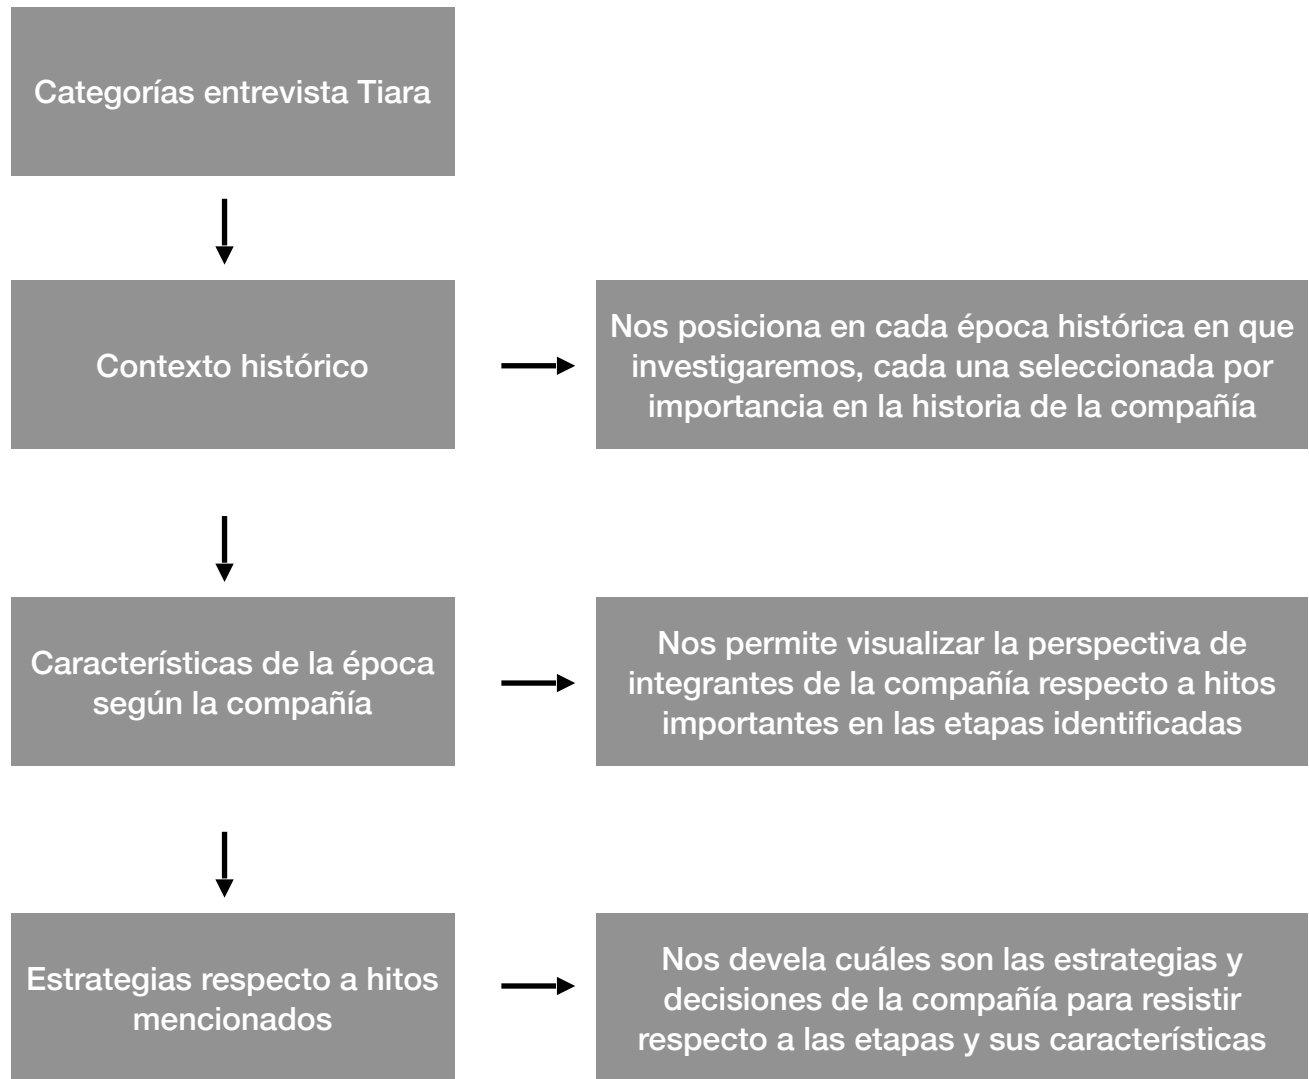 Categorías entrevista Tiara
Contexto histórico
Nos posiciona en cada época histórica en que
investigaremos, cada una seleccionada por
importancia en la historia de la compañía
Características de la época
según la compañía
Nos permite visualizar la perspectiva de
integrantes de la compañía respecto a hitos
importantes en las etapas identificadas
Estrategias respecto a hitos
mencionados
Nos devela cuáles son las estrategias y
decisiones de la compañía para resistir
respecto a las etapas y sus características